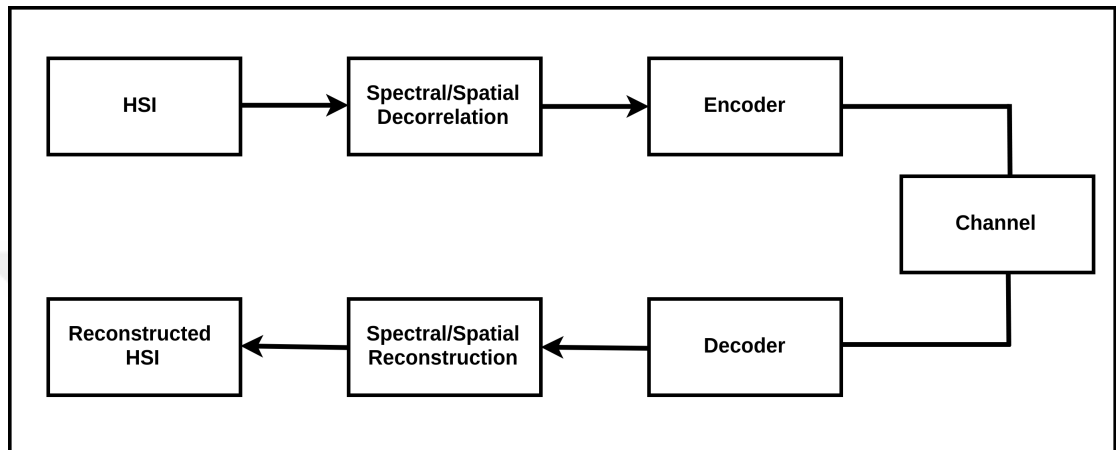 HSI
Spectral/Spatial
Decorrelation
Encoder
Channel
Decoder
Spectral/Spatial
Reconstruction
Reconstructed
HSI